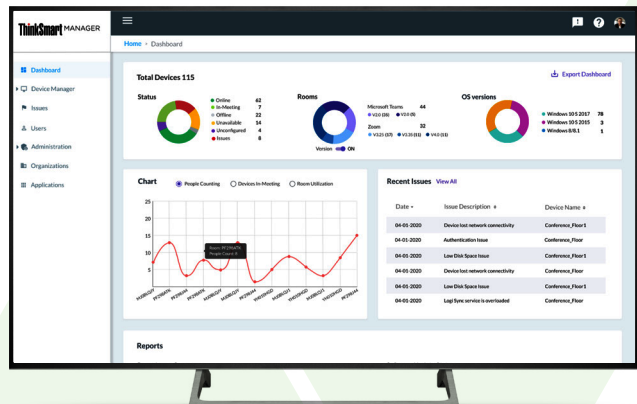 ThinkSmart MANAGER
Home • Dashboard
Dashboard
Device Manager
Issues
Users
Administration
Organizations
Applications
Total Devices 115
Export Dashboard
Status
Online 62
In-Meeting 7
Offline 22
Unavailable 14
Unconfigured 4
Issues 8
Rooms
Microsoft Teams 44
Zoom 32
Version ON
OS versions
Windows 10 S 2017 78
Windows 10 S 2015 3
Windows 8/8.1 1
Chart
People Counting
Devices In-Meeting
Room Utilization
25
20
15
10
5
Room: PF298ATK
People Count: 8
Recent Issues View All
Date
Issue Description
Device Name
04-01-2020 Device lost network connectivity Conference_Floor1
04-01-2020 Authentication Issue Conference_Floor
04-01-2020 Low Disk Space Issue Conference_Floor1
04-01-2020 Device lost network connectivity Conference_Floor
04-01-2020 Low Disk Space Issue Conference_Floor1
04-01-2020 Logi Sync service is overloaded Conference_Floor
Reports